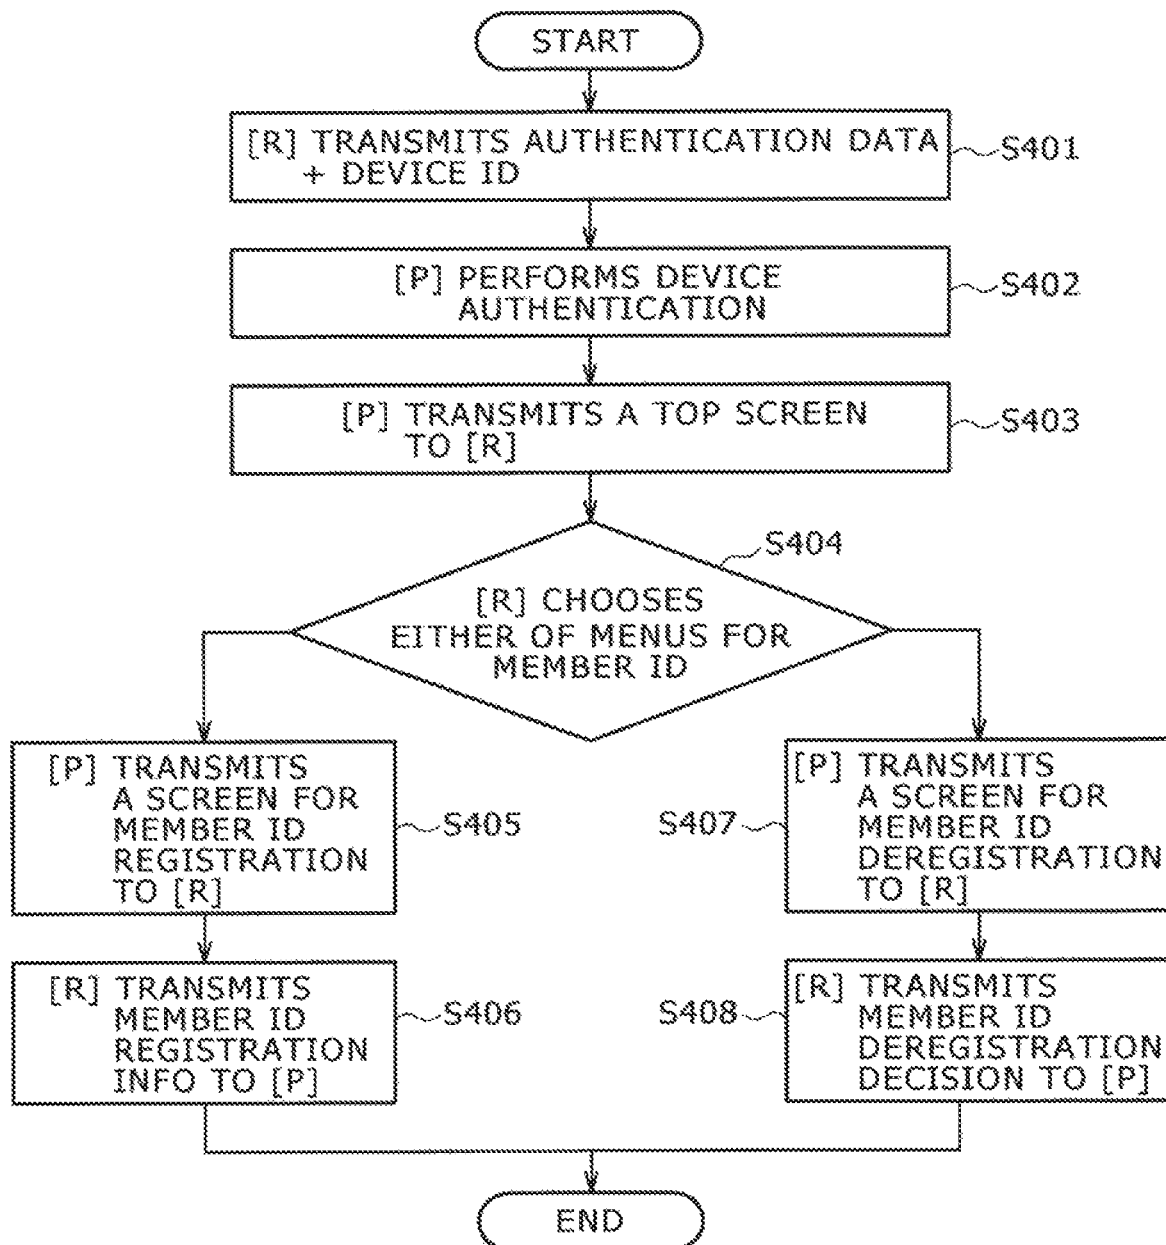 START
[R] TRANSMITS AUTHENTICATION DATA
+ DEVICE ID
S401
[P] PERFORMS DEVICE
AUTHENTICATION
S402
[P] TRANSMITS A TOP SCREEN
TO [R]
S403
S404
[R] CHOOSES
EITHER OF MENUS FOR
MEMBER ID
[P] TRANSMITS
A SCREEN FOR
MEMBER ID
REGISTRATION
TO [R]
S405
S407
[P] TRANSMITS
A SCREEN FOR
MEMBER ID
DEREGISTRATION
TO [R]
[R] TRANSMITS
MEMBER ID
REGISTRATION
INFO TO [P]
S406
S408
[R] TRANSMITS
MEMBER ID
DEREGISTRATION
DECISION TO [P]
END